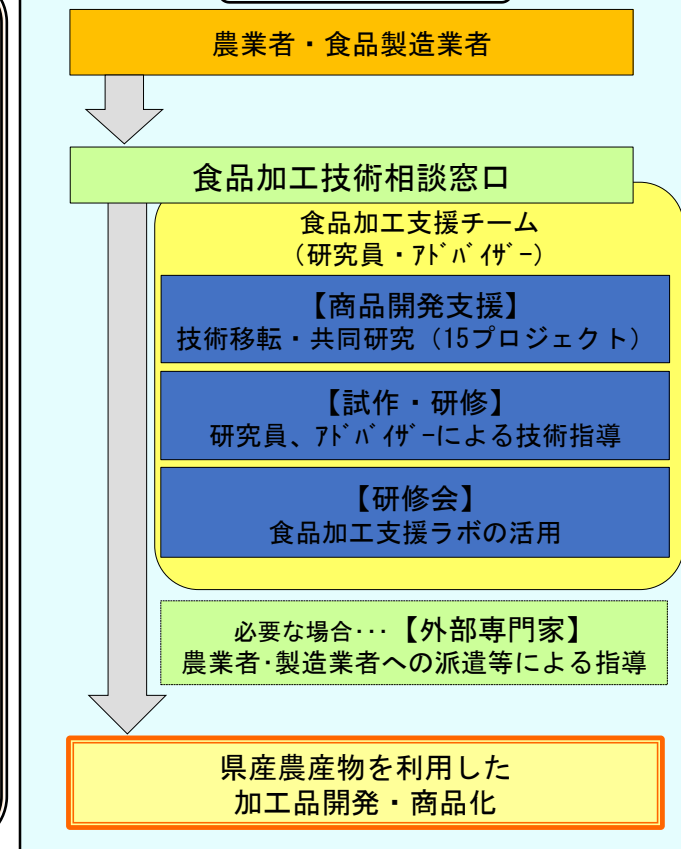 農業者・食品製造業者
食品加工技術相談窓口
食品加工支援チーム
（研究員・ｱﾄﾞﾊﾞｲｻﾞｰ）
【商品開発支援】
技術移転・共同研究（15プロジェクト）
【試作・研修】
研究員、ｱﾄﾞﾊﾞｲｻﾞｰによる技術指導
【研修会】
食品加工支援ラボの活用
必要な場合…【外部専門家】
農業者･製造業者への派遣等による指導
県産農産物を利用した
加工品開発・商品化